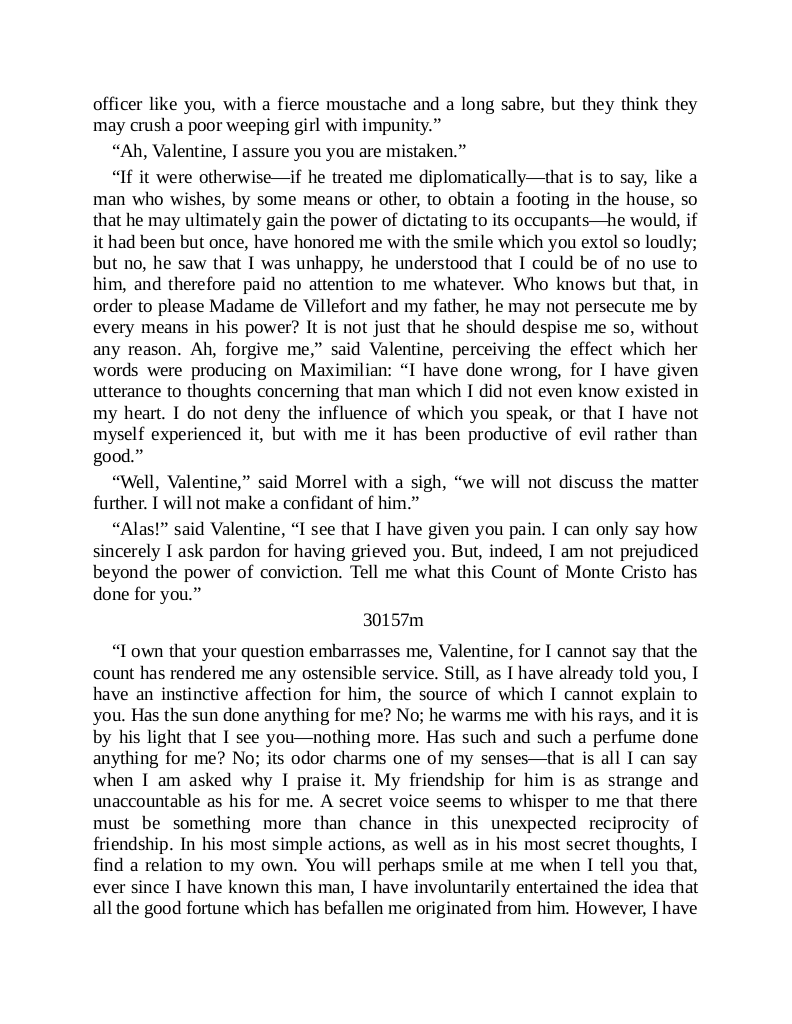 officer like you, with a fierce moustache and a long sabre, but they think they
may crush a poor weeping girl with impunity.”
“Ah, Valentine, I assure you you are mistaken.”
“If it were otherwise—if he treated me diplomatically—that is to say, like a
man who wishes, by some means or other, to obtain a footing in the house, so
that he may ultimately gain the power of dictating to its occupants—he would, if
it had been but once, have honored me with the smile which you extol so loudly;
but no, he saw that I was unhappy, he understood that I could be of no use to
him, and therefore paid no attention to me whatever. Who knows but that, in
order to please Madame de Villefort and my father, he may not persecute me by
every means in his power? It is not just that he should despise me so, without
any reason. Ah, forgive me,” said Valentine, perceiving the effect which her
words were producing on Maximilian: “I have done wrong, for I have given
utterance to thoughts concerning that man which I did not even know existed in
my heart. I do not deny the influence of which you speak, or that I have not
myself experienced it, but with me it has been productive of evil rather than
good.”
“Well, Valentine,” said Morrel with a sigh, “we will not discuss the matter
further. I will not make a confidant of him.”
“Alas!” said Valentine, “I see that I have given you pain. I can only say how
sincerely I ask pardon for having grieved you. But, indeed, I am not prejudiced
beyond the power of conviction. Tell me what this Count of Monte Cristo has
done for you.”
30157m
“I own that your question embarrasses me, Valentine, for I cannot say that the
count has rendered me any ostensible service. Still, as I have already told you, I
have an instinctive affection for him, the source of which I cannot explain to
you. Has the sun done anything for me? No; he warms me with his rays, and it is
by his light that I see you—nothing more. Has such and such a perfume done
anything for me? No; its odor charms one of my senses—that is all I can say
when I am asked why I praise it. My friendship for him is as strange and
unaccountable as his for me. A secret voice seems to whisper to me that there
must be something more than chance in this unexpected reciprocity of
friendship. In his most simple actions, as well as in his most secret thoughts, I
find a relation to my own. You will perhaps smile at me when I tell you that,
ever since I have known this man, I have involuntarily entertained the idea that
all the good fortune which has befallen me originated from him. However, I have